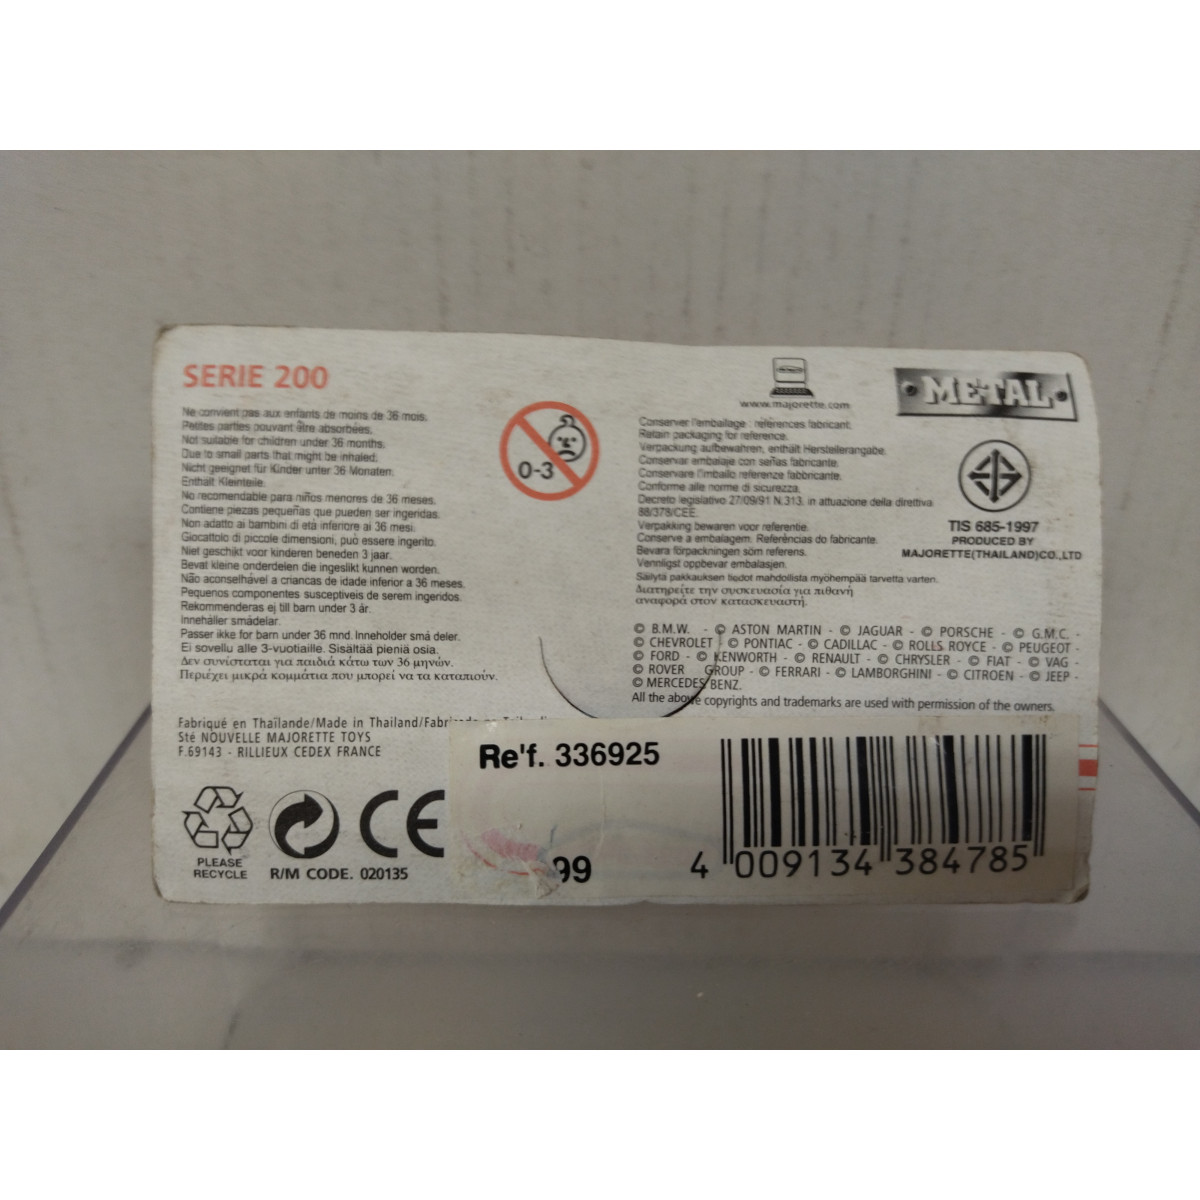 SERIE 200
Ne convient pas aux enfants de moins de 36 mois.
Petites parties pouvant être absorbées.
Not suitable for children under 36 months.
Due to small parts that might be inhaled.
Nicht geeignet für Kinder unter 36 Monaten.
Enthält Kleinteile.
No recomendable para niños menores de 36 meses.
Contiene piezas pequeñas que pueden ser ingeridas.
Non adatto ai bambini di età inferiore ai 36 mesi.
Giocattolo di piccole dimensioni, può essere ingerito.
Niet geschikt voor kinderen beneden 3 jaar.
Bevat kleine onderdelen die ingeslikt kunnen worden.
Não aconselhável a criancas de idade inferior a 36 meses.
Pequenos componentes susceptiveis de serem ingeridos.
Rekommenderas ej till barn under 3 år.
Innehåller smådelar.
Passer ikke for barn under 36 mnd. Inneholder små deler.
Ei sovellu alle 3-vuotiaille. Sisältää pieniä osia.
Δεν συνίσταται για παιδιά κάτω των 36 μηνών.
Περιέχει μικρά κομμάτια που μπορεί να τα καταπιούν.
Fabriqué en Thaïlande/Made in Thailand/
Sté NOUVELLE MAJORETTE TOYS
F.69143 - RILLIEUX CEDEX FRANCE
PLEASE
RECYCLE
R/M CODE. 020135
CE
0-3
www.majorette.com
METAL
Conserver l'emballage : références fabricant.
Retain packaging for reference.
Verpackung aufbewahren, enthält Herstellerangabe.
Conservar embalaje con señas fabricante.
Conservare l'imballo referenze fabbricante.
Conforme alle norme di sicurezza.
Decreto legislativo 27/09/91 N.313, in attuazione della direttiva
88/378/CEE.
Verpakking bewaren voor referentie.
Conserve a embalagem. Referências do fabricante.
Bevara förpackningen som referens.
Vennligst oppbevar embalasjen.
Säilytä pakkauksen tiedot mahdollista myöhempää tarvetta varten.
Διατηρείτε την συσκευασία για πιθανή
αναφορά στον κατασκευαστή.
TIS 685-1997
PRODUCED BY
MAJORETTE(THAILAND)CO.,LTD
© B.M.W. - © ASTON MARTIN - © JAGUAR - © PORSCHE - © G.M.C. -
© CHEVROLET - © PONTIAC - © CADILLAC - © ROLLS ROYCE - © PEUGEOT -
© FORD - © KENWORTH - © RENAULT - © CHRYSLER - © FIAT - © VAG -
© ROVER GROUP - © FERRARI - © LAMBORGHINI - © CITROEN - © JEEP -
© MERCEDES BENZ.
All the above copyrights and trademarks are used with permission of the owners.
Re'f. 336925
99
4 009134 384785